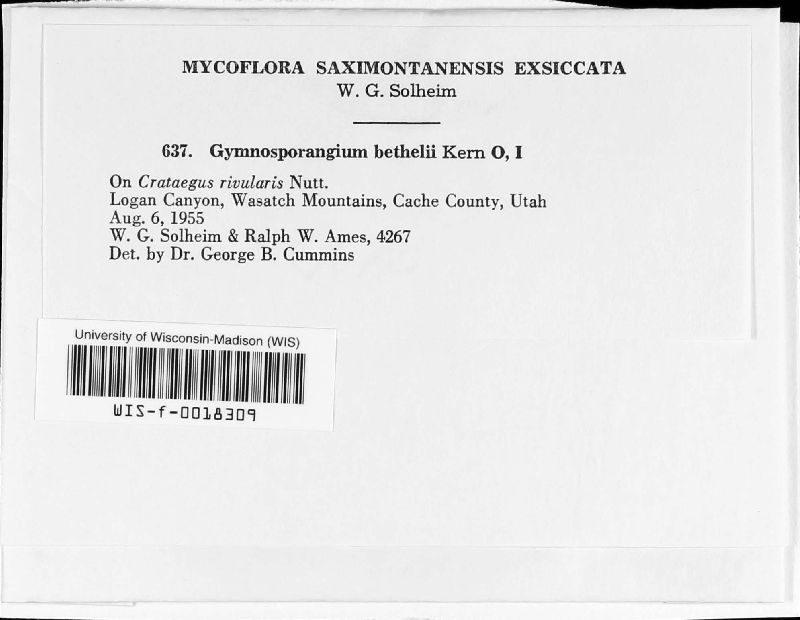 MYCOFLORA SAXIMONTANENSIS EXSICCATA
W. G. Solheim
637. Gymnosporangium bethelii Kern O, I
On Crataegus rivularis Nutt.
Logan Canyon, Wasatch Mountains, Cache County, Utah
Aug. 6, 1955
W. G. Solheim & Ralph W. Ames, 4267
Det. by Dr. George B. Cummins
University of Wisconsin-Madison (WIS)
WIS-f-0018309